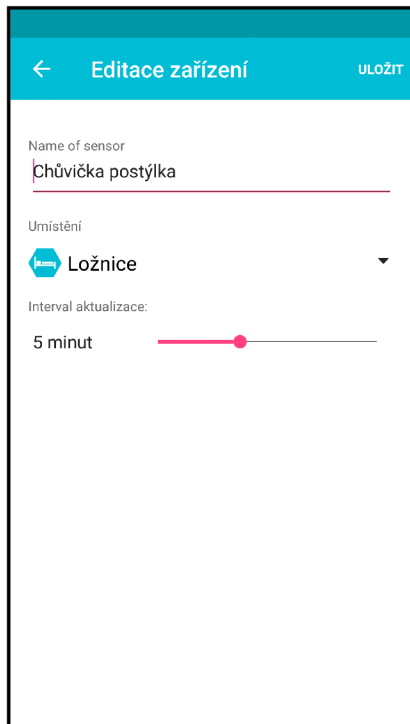 Editace zařízení
ULOŽIT
Name of sensor
Chůvička postýlka
Umístění
Ložnice
Interval aktualizace:
5 minut